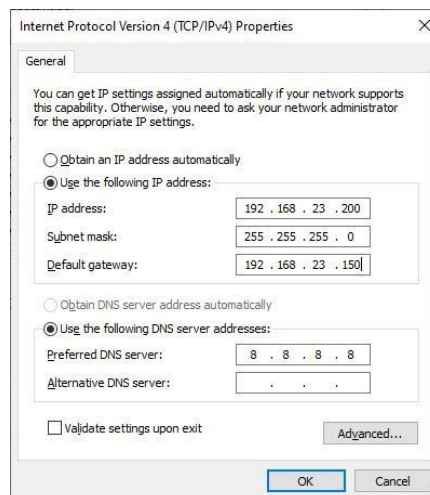 Internet Protocol Version 4 (TCP/IPv4) Properties
General
You can get IP settings assigned automatically if your network supports
this capability. Otherwise, you need to ask your network administrator
for the appropriate IP settings.
Obtain an IP address automatically
Use the following IP address:
IP address: 192 . 168 . 23 . 200
Subnet mask: 255 . 255 . 255 . 0
Default gateway: 192 . 168 . 23 . 150
Obtain DNS server address automatically
Use the following DNS server addresses:
Preferred DNS server: 8 . 8 . 8 . 8
Alternative DNS server: . . .
Validate settings upon exit
Advanced...
OK Cancel